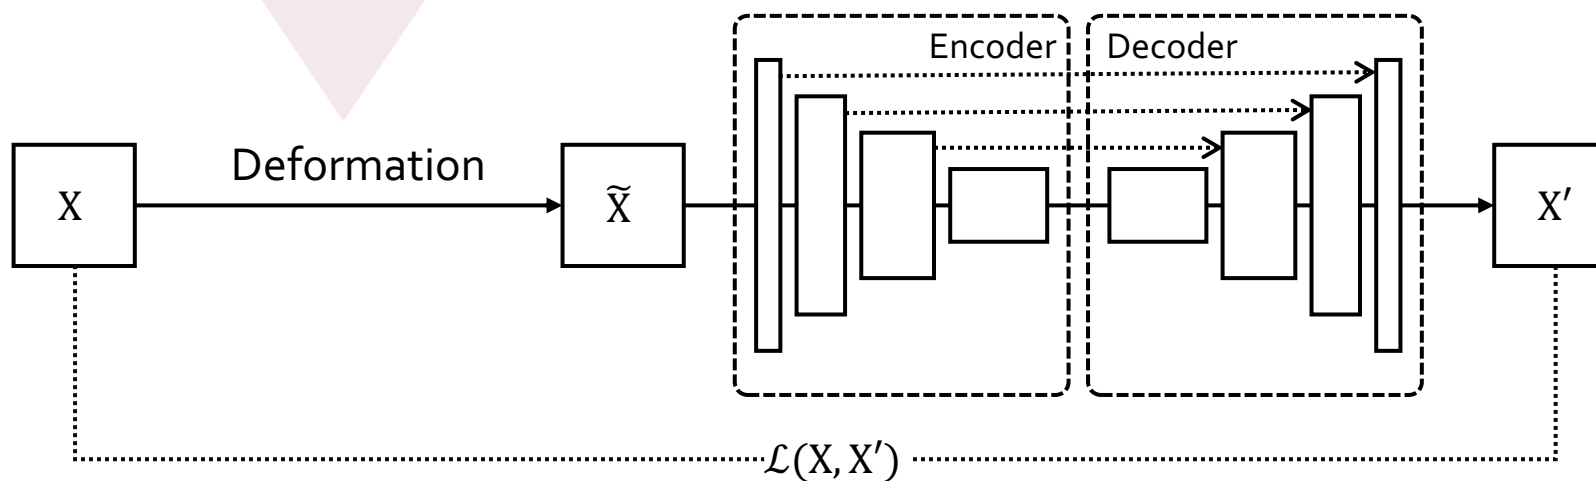 Encoder
Decoder
Deformation
X
X̃
X′
ℒ(X, X′)